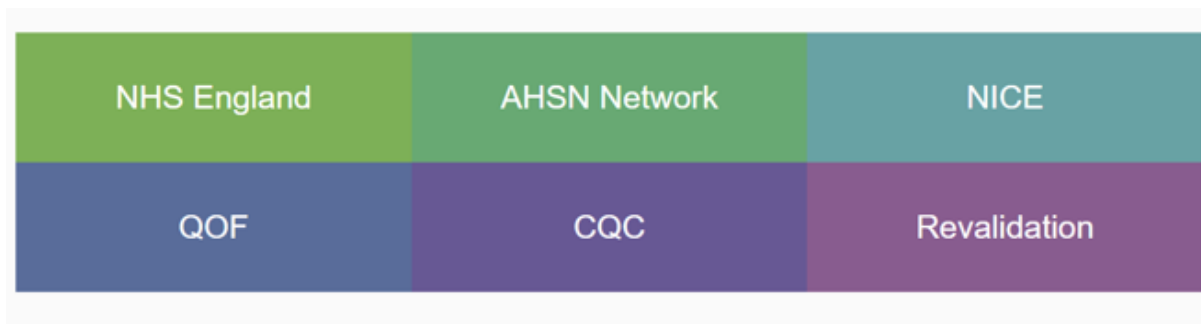 NHS England
AHSN Network
NICE
QOF
CQC
Revalidation